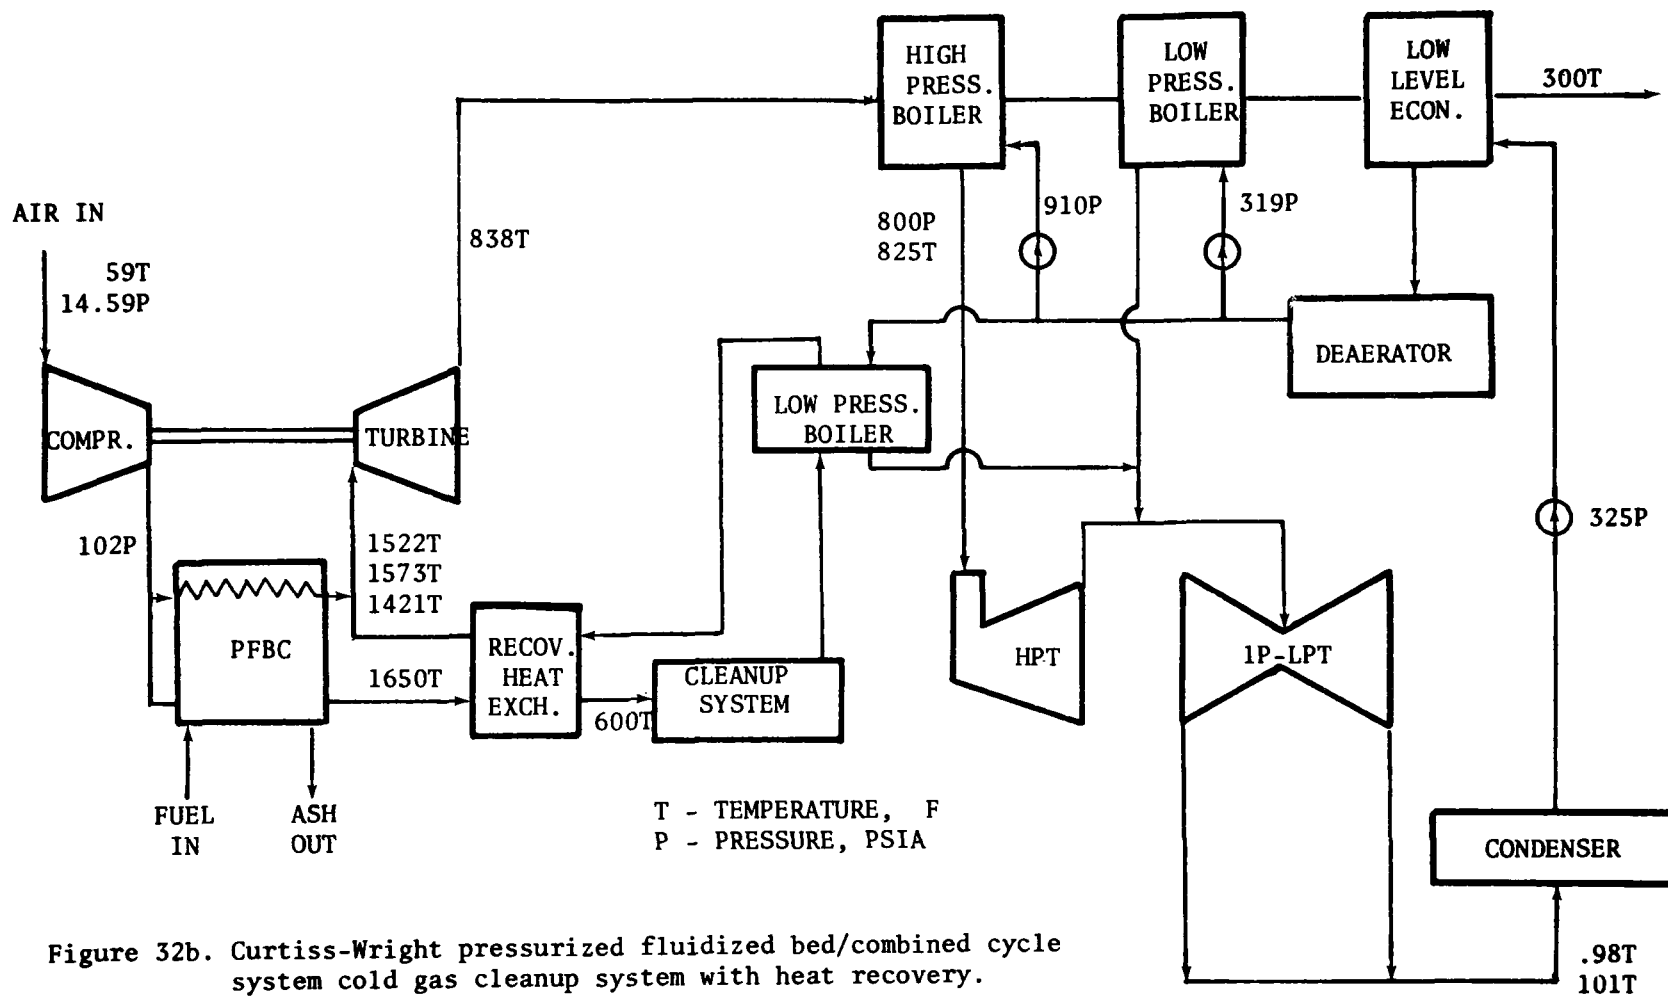 HIGH
PRESS.
BOILER
LOW
PRESS.
BOILER
LOW
LEVEL
ECON.
300T
AIR IN
59T
14.59P
838T
800P
825T
910P
319P
DEAERATOR
COMPR.
TURBINE
LOW PRESS.
BOILER
102P
1522T
1573T
1421T
325P
PFBC
1650T
RECOV.
HEAT
EXCH.
600T
CLEANUP
SYSTEM
HPT
1P-LPT
FUEL
IN
ASH
OUT
T - TEMPERATURE, F
P - PRESSURE, PSIA
CONDENSER
.98T
101T
Figure 32b. Curtiss-Wright pressurized fluidized bed/combined cycle
system cold gas cleanup system with heat recovery.